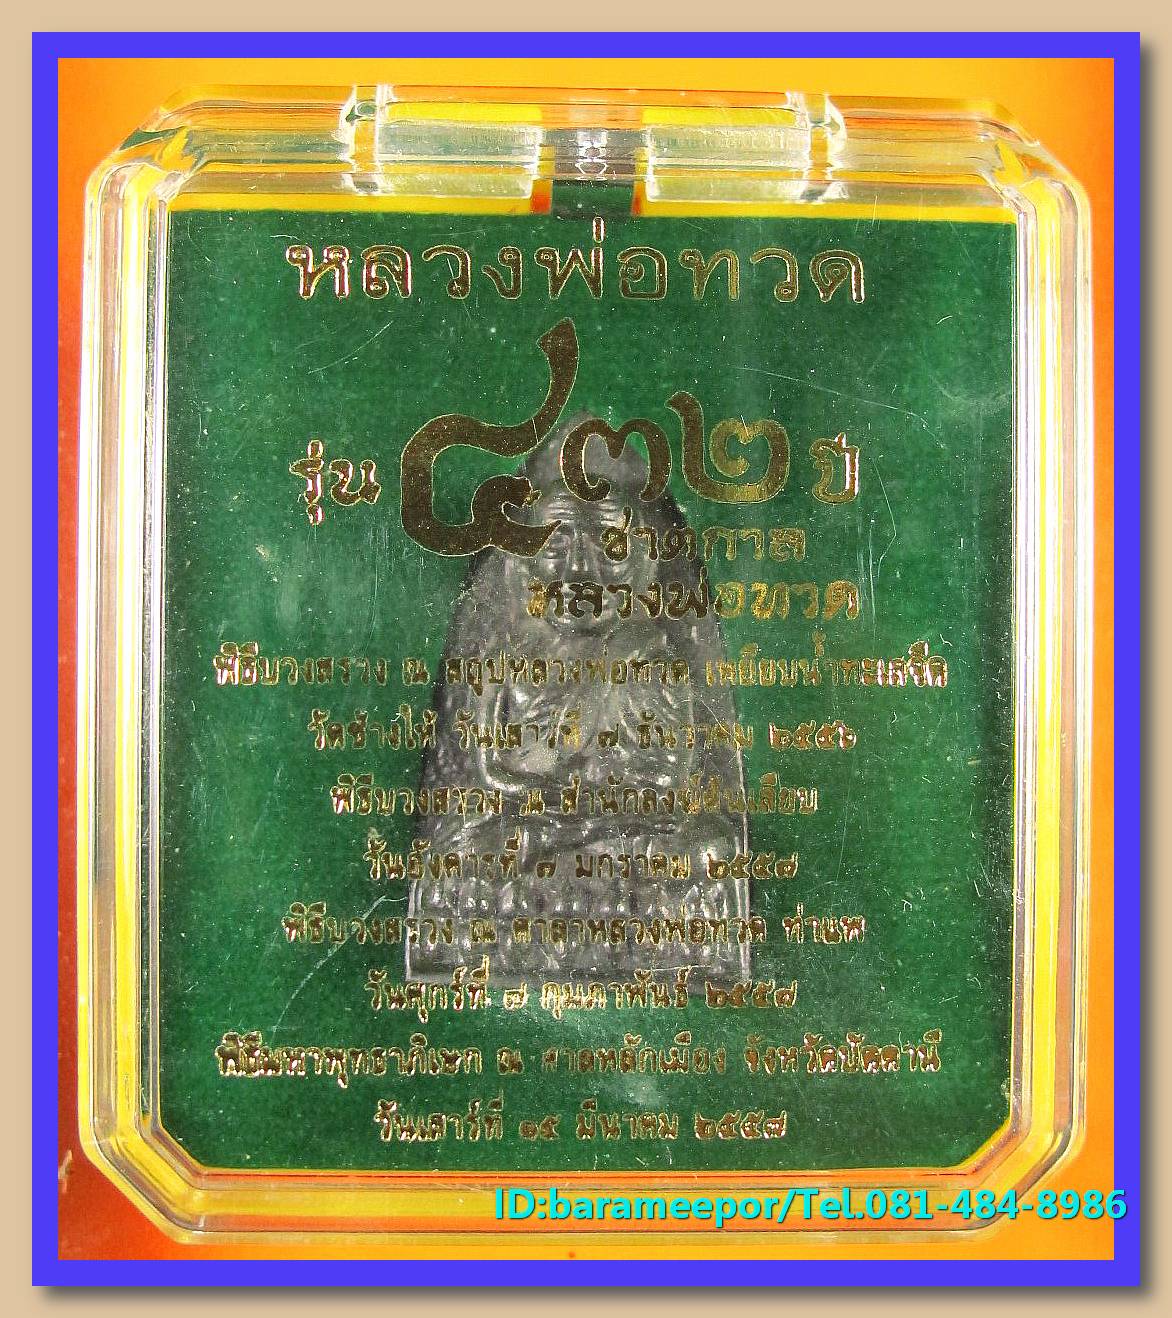 หลวงพ่อทวด
รุ่น ๔๓๒ ปี
ชาตกาล
หลวงพ่อทวด
พิธีบวงสรวง ณ สถูปหลวงพ่อทวด เหยียบน้ำทะเลจืด
วัดช้างให้ วันเสาร์ที่ ๗ ธันวาคม ๒๕๕๖
พิธีบวงสรวง ณ สำนักสงฆ์ต้นเลียบ
วันอังคารที่ ๗ มกราคม ๒๕๕๗
พิธีบวงสรวง ณ ศาลาหลวงพ่อทวด ท่าแพ
วันศุกร์ที่ ๗ กุมภาพันธ์ ๒๕๕๗
พิธีมหาพุทธาภิเษก ณ ศาลหลักเมือง จังหวัดปัตตานี
วันเสาร์ที่ ๑๕ มีนาคม ๒๕๕๗
ID:barameepor/Tel.081-484-8986